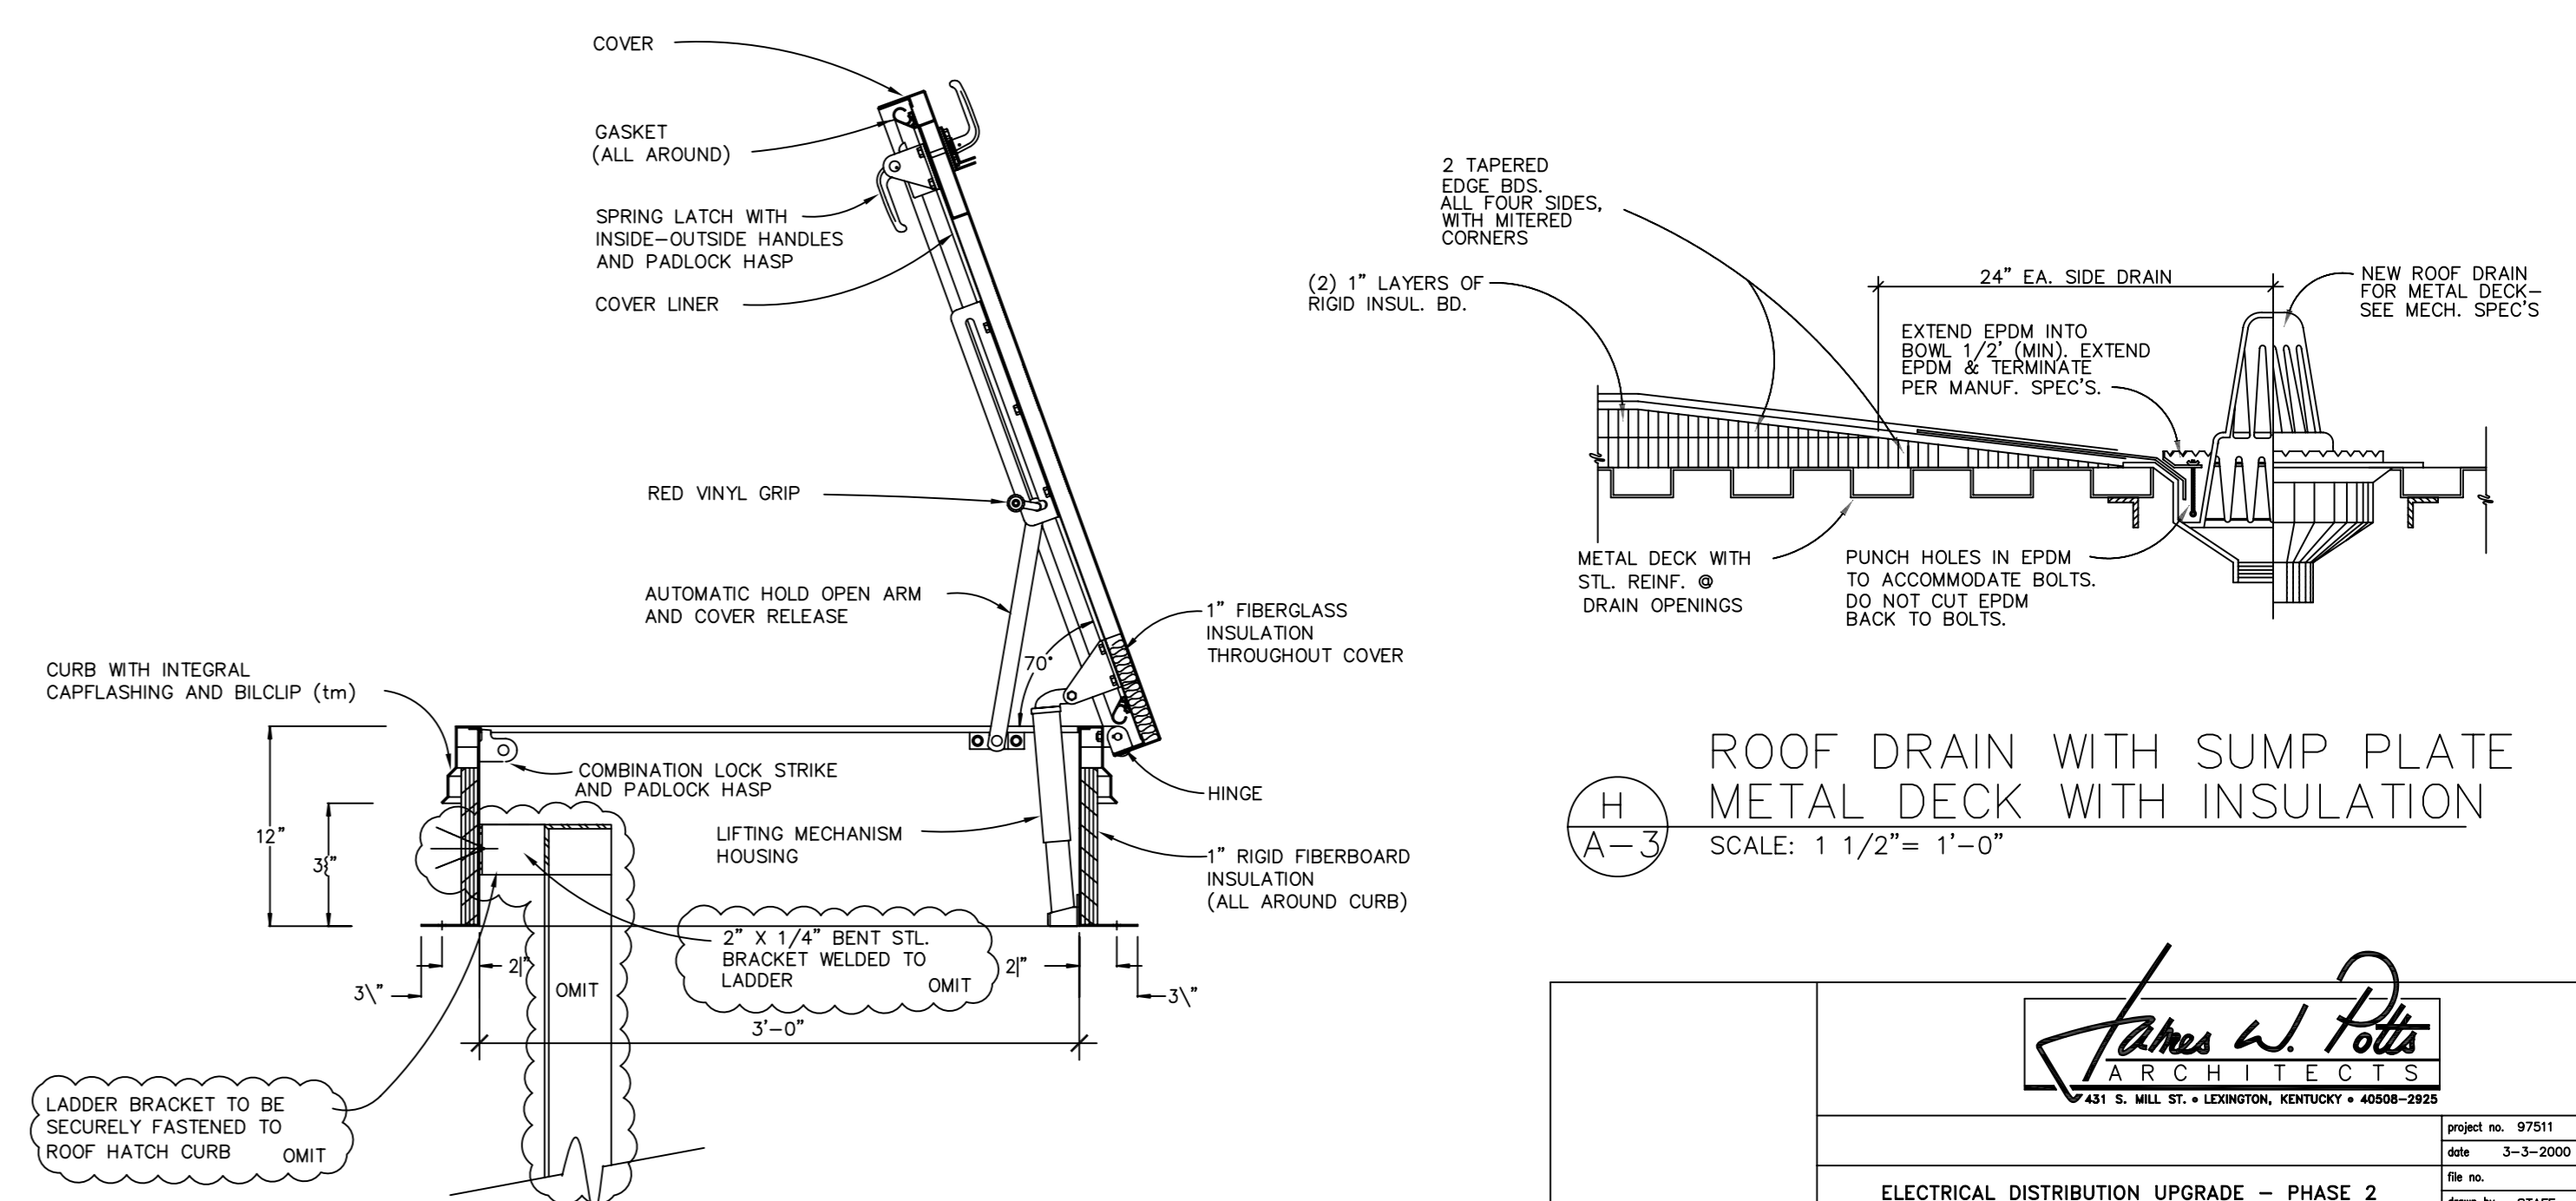 COVER
GASKET
(ALL AROUND)
SPRING LATCH WITH
INSIDE-OUTSIDE HANDLES
AND PADLOCK HASP
COVER LINER
RED VINYL GRIP
AUTOMATIC HOLD OPEN ARM
AND COVER RELEASE
70°
1" FIBERGLASS
INSULATION
THROUGHOUT COVER
CURB WITH INTEGRAL
CAPFLASHING AND BILCLIP (tm)
COMBINATION LOCK STRIKE
AND PADLOCK HASP
HINGE
LIFTING MECHANISM
HOUSING
12"
1" RIGID FIBERBOARD
INSULATION
(ALL AROUND CURB)
2" X 1/4" BENT STL.
BRACKET WELDED TO
LADDER
OMIT
OMIT
2|"
2|"
3\"
3\"
3'-0"
LADDER BRACKET TO BE
SECURELY FASTENED TO
ROOF HATCH CURB OMIT
2 TAPERED
EDGE BDS.
ALL FOUR SIDES,
WITH MITERED
CORNERS
(2) 1" LAYERS OF
RIGID INSUL. BD.
24" EA. SIDE DRAIN
NEW ROOF DRAIN
FOR METAL DECK-
SEE MECH. SPEC'S
EXTEND EPDM INTO
BOWL 1/2' (MIN). EXTEND
EPDM & TERMINATE
PER MANUF. SPEC'S.
METAL DECK WITH
STL. REINF. @
DRAIN OPENINGS
PUNCH HOLES IN EPDM
TO ACCOMMODATE BOLTS.
DO NOT CUT EPDM
BACK TO BOLTS.
H
A-3
ROOF DRAIN WITH SUMP PLATE
METAL DECK WITH INSULATION
SCALE: 1 1/2"= 1'-0"
James W. Potts
ARCHITECTS
431 S. MILL ST. • LEXINGTON, KENTUCKY • 40508-2925
project no. 97511
date 3-3-2000
file no.
ELECTRICAL DISTRIBUTION UPGRADE - PHASE 2